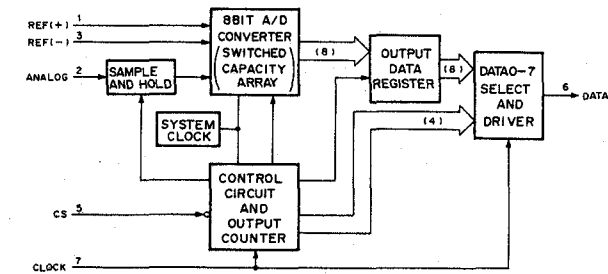 REF(+) 1
REF(-) 3
ANALOG 2
SAMPLE
AND HOLD
8BIT A/D
CONVERTER
(SWITCHED
CAPACITY
ARRAY)
(8)
OUTPUT
DATA
REGISTER
(8)
DATA0-7
SELECT
AND
DRIVER
6 DATA
(4)
SYSTEM
CLOCK
CONTROL
CIRCUIT
AND
OUTPUT
COUNTER
CS 5
CLOCK 7